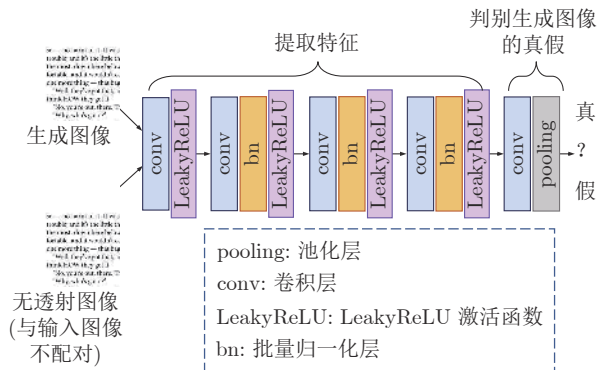 判别生成图像
的真假
提取特征
生成图像
conv
LeakyReLU
conv
bn
LeakyReLU
conv
bn
LeakyReLU
conv
bn
LeakyReLU
conv
pooling
真
?
假
无透射图像
(与输入图像
不配对)
pooling: 池化层
conv: 卷积层
LeakyReLU: LeakyReLU 激活函数
bn: 批量归一化层